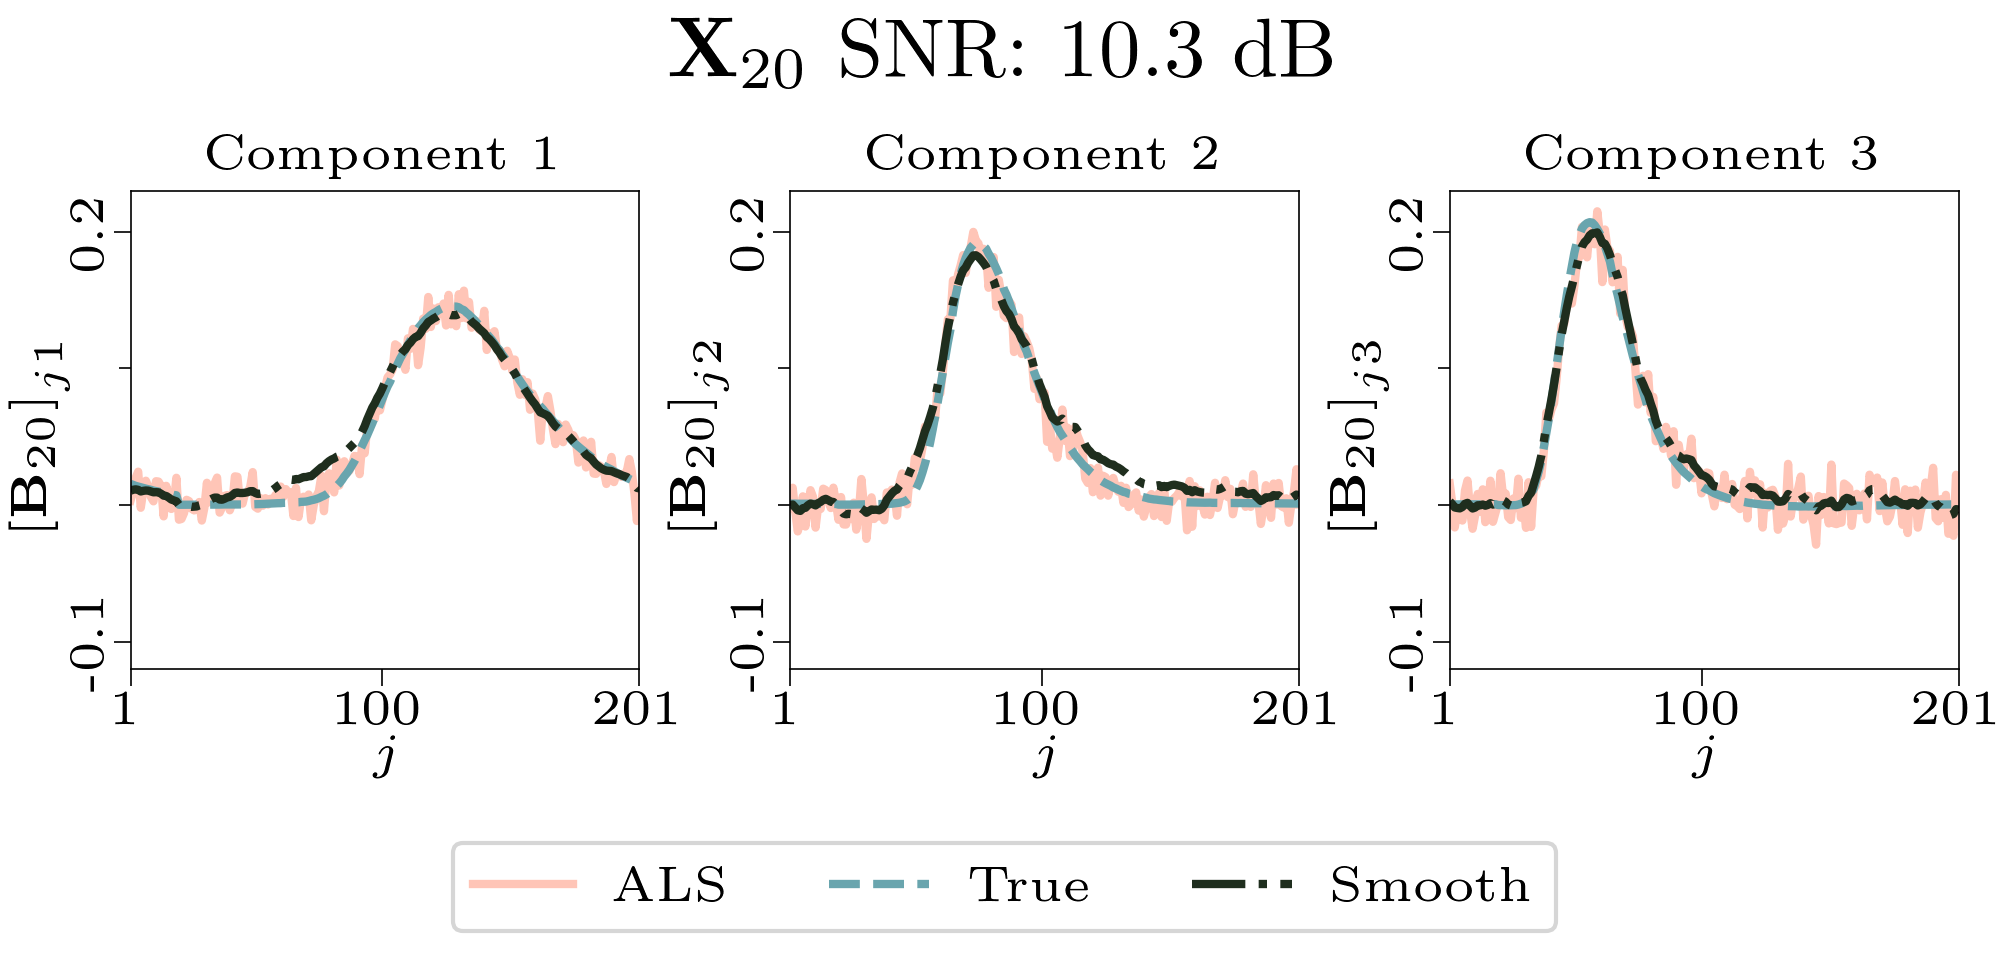 X20 SNR: 10.3 dB
Component 1
Component 2
Component 3
0.2
-0.1
[B20]j1
1 100 201
j
0.2
-0.1
[B20]j2
1 100 201
j
0.2
-0.1
[B20]j3
1 100 201
j
ALS True Smooth